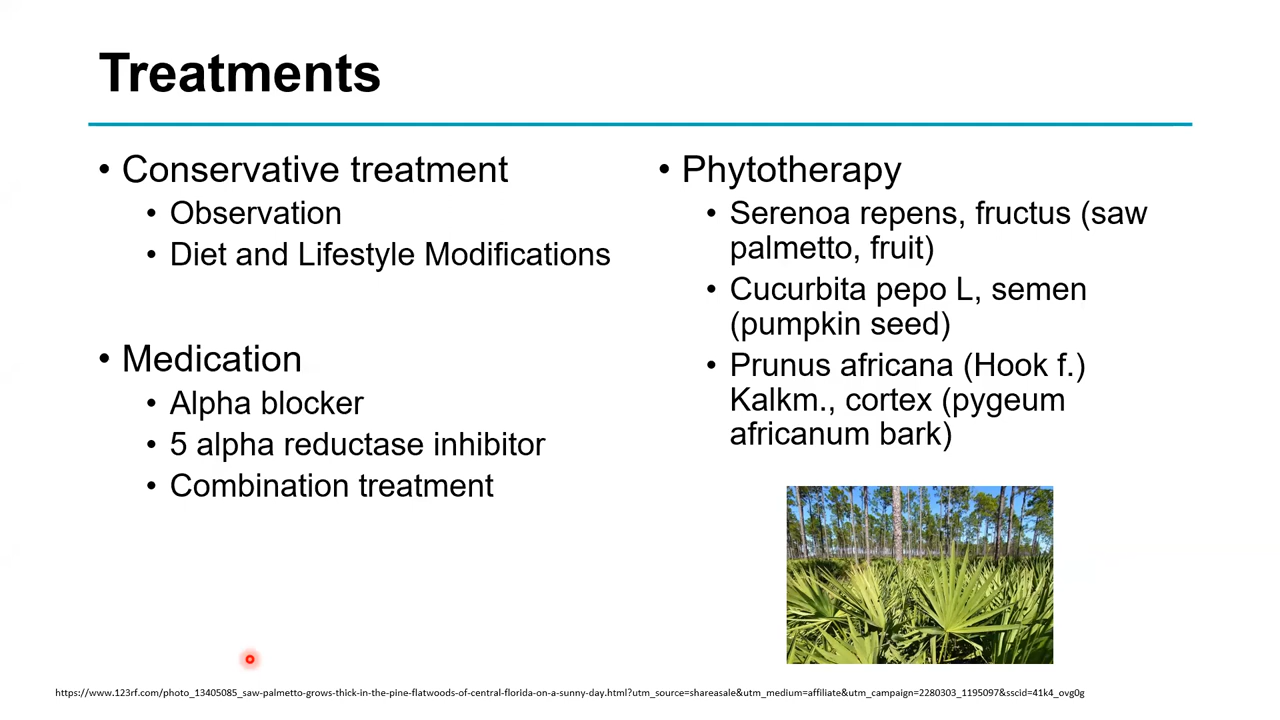 Treatments
• Conservative treatment
• Observation
• Diet and Lifestyle Modifications
• Medication
• Alpha blocker
• 5 alpha reductase inhibitor
• Combination treatment
• Phytotherapy
• Serenoa repens, fructus (saw
palmetto, fruit)
• Cucurbita pepo L, semen
(pumpkin seed)
• Prunus africana (Hook f.)
Kalkm., cortex (pygeum
africanum bark)
https://www.123rf.com/photo_13405085_saw-palmetto-grows-thick-in-the-pine-flatwoods-of-central-florida-on-a-sunny-day.html?utm_source=shareasale&utm_medium=affiliate&utm_campaign=2280303_1195097&sscid=41k4_ovg0g